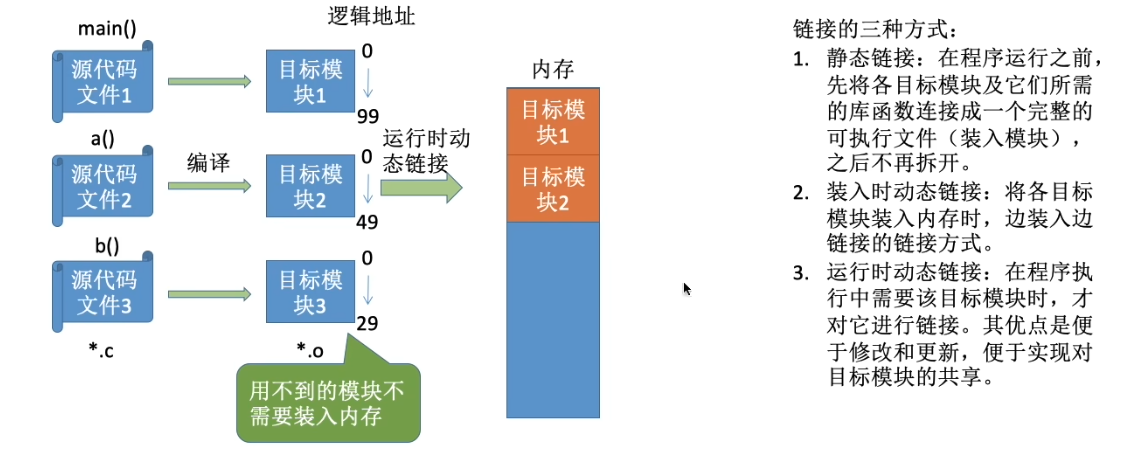 逻辑地址
main()
源代码
文件1
目标模
块1
0
99
a()
源代码
文件2
编译
目标模
块2
0
49
运行时动
态链接
b()
源代码
文件3
目标模
块3
0
29
*.c
*.o
用不到的模块不
需要装入内存
内存
目标模
块1
目标模
块2
链接的三种方式：
1. 静态链接：在程序运行之前，
先将各目标模块及它们所需
的库函数连接成一个完整的
可执行文件（装入模块），
之后不再拆开。
2. 装入时动态链接：将各目标
模块装入内存时，边装入边
链接的链接方式。
3. 运行时动态链接：在程序执
行中需要该目标模块时，才
对它进行链接。其优点是便
于修改和更新，便于实现对
目标模块的共享。